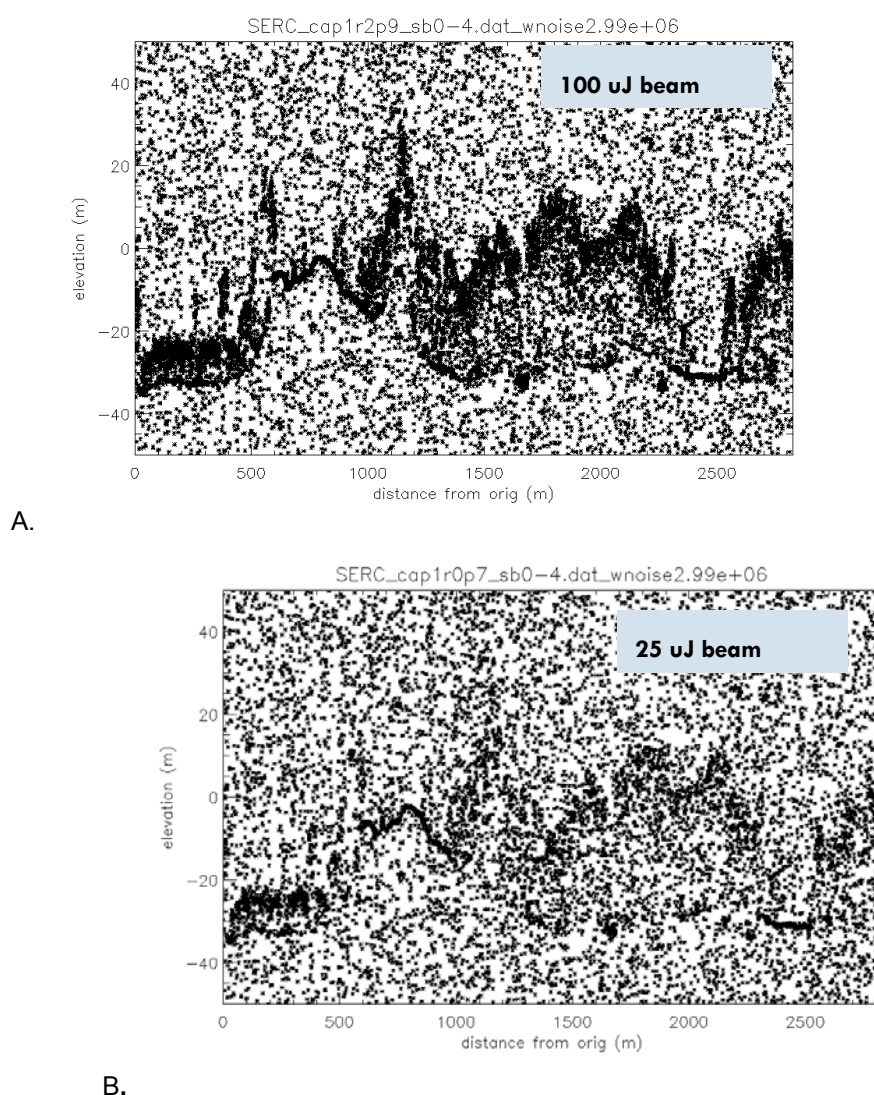 SERC_cap1r2p9_sb0-4.dat_wnoise2.99e+06
100 uJ beam
40
20
0
-20
-40
elevation (m)
0 500 1000 1500 2000 2500
distance from orig (m)
A.
SERC_cap1r0p7_sb0-4.dat_wnoise2.99e+06
25 uJ beam
40
20
0
-20
-40
elevation (m)
0 500 1000 1500 2000 2500
distance from orig (m)
B.